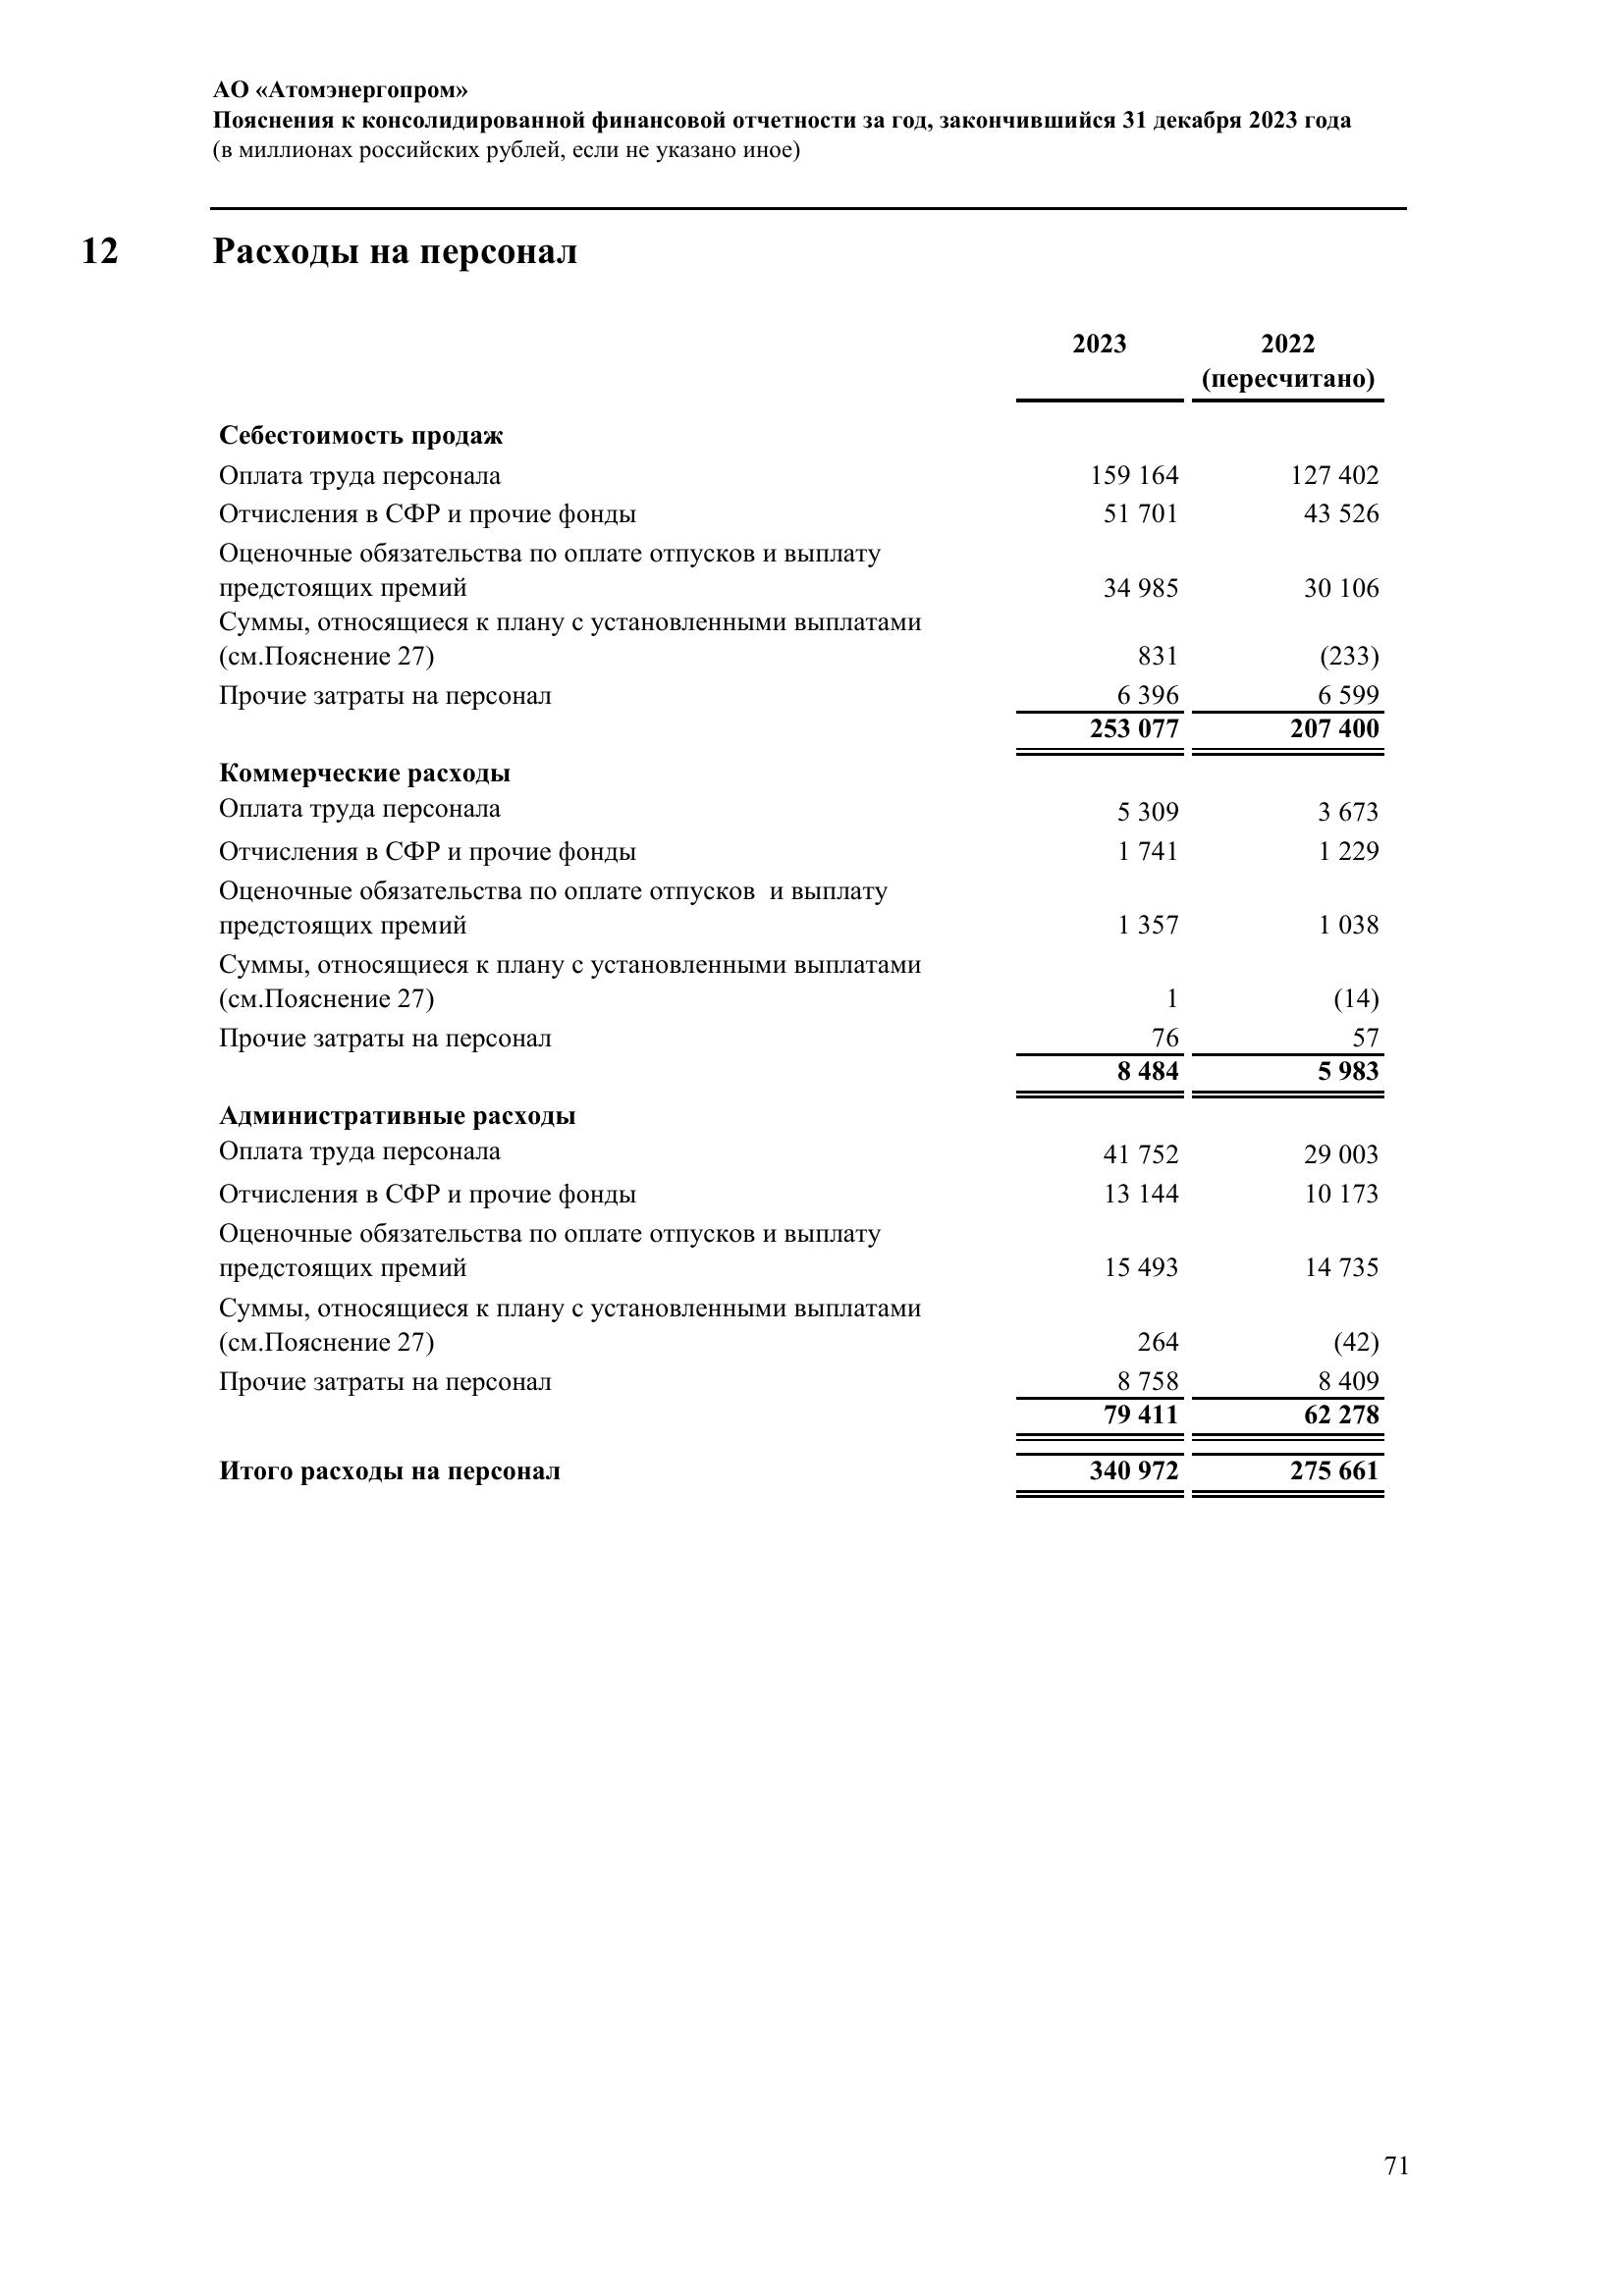 АО «Атомэнергопром»
Пояснения к консолидированной финансовой отчетности за год, закончившийся 31 декабря 2023 года
(в миллионах российских рублей, если не указано иное)
12 Расходы на персонал
2023 2022
(пересчитано)
Себестоимость продаж
Оплата труда персонала 159 164 127 402
Отчисления в СФР и прочие фонды 51 701 43 526
Оценочные обязательства по оплате отпусков и выплату
предстоящих премий 34 985 30 106
Суммы, относящиеся к плану с установленными выплатами
(см.Пояснение 27) 831 (233)
Прочие затраты на персонал 6 396 6 599
253 077 207 400
Коммерческие расходы
Оплата труда персонала 5 309 3 673
Отчисления в СФР и прочие фонды 1 741 1 229
Оценочные обязательства по оплате отпусков и выплату
предстоящих премий 1 357 1 038
Суммы, относящиеся к плану с установленными выплатами
(см.Пояснение 27) 1 (14)
Прочие затраты на персонал 76 57
8 484 5 983
Административные расходы
Оплата труда персонала 41 752 29 003
Отчисления в СФР и прочие фонды 13 144 10 173
Оценочные обязательства по оплате отпусков и выплату
предстоящих премий 15 493 14 735
Суммы, относящиеся к плану с установленными выплатами
(см.Пояснение 27) 264 (42)
Прочие затраты на персонал 8 758 8 409
79 411 62 278
Итого расходы на персонал 340 972 275 661
71